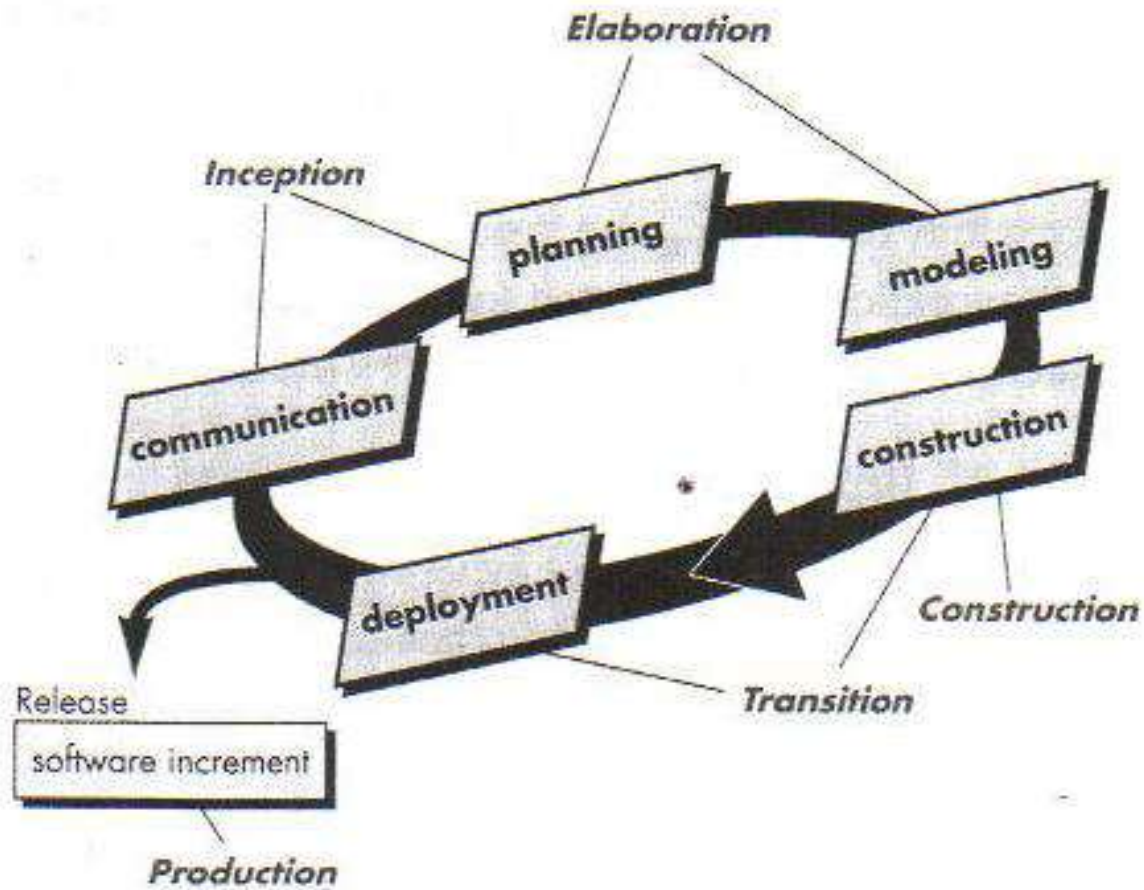 Elaboration
Inception
planning
modeling
communication
construction
deployment
Construction
Transition
Release
software increment
Production